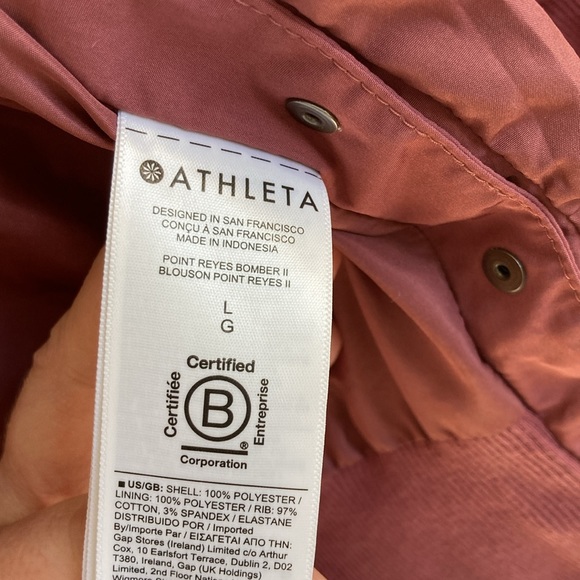 ATHLETA
DESIGNED IN SAN FRANCISCO
CONÇU À SAN FRANCISCO
MADE IN INDONESIA
POINT REYES BOMBER II
BLOUSON POINT REYES II
L
G
Certified
Certifiée
B
Entreprise
®
Corporation
■ US/GB: SHELL: 100% POLYESTER /
LINING: 100% POLYESTER / RIB: 97%
COTTON, 3% SPANDEX / ELASTANE
DISTRIBUTED BY / DISTRIBUIDO POR / Imported
By/Importe Par / ΕΙΣΑΓΕΤΑΙ ΑΠΟ ΤΗΝ:
Gap Stores (Ireland) Limited c/o Arthur
Cox, 10 Earlsfort Terrace, Dublin 2, D02
T380, Ireland, Gap (UK Holdings)
Limited, 2nd Floor